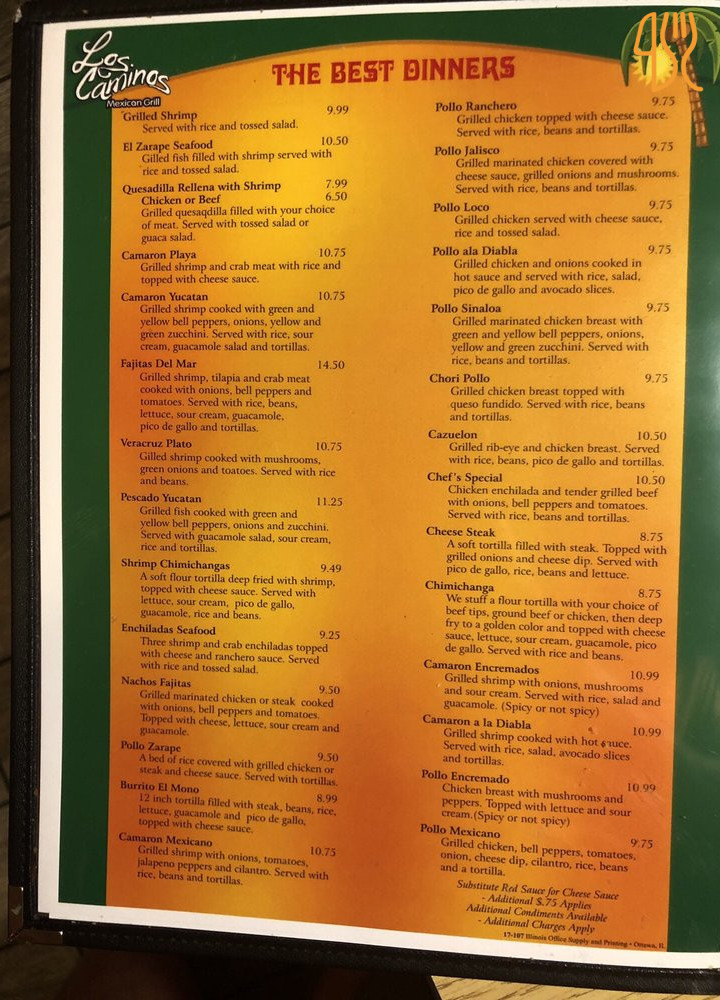 Los
Caminos
Mexican Grill
THE BEST DINNERS
Grilled Shrimp 9.99
Served with rice and tossed salad.
El Zarape Seafood 10.50
Gilled fish filled with shrimp served with
rice and tossed salad.
Quesadilla Rellena with Shrimp 7.99
Chicken or Beef 6.50
Grilled quesaqdilla filled with your choice
of meat. Served with tossed salad or
guaca salad.
Camaron Playa 10.75
Grilled shrimp and crab meat with rice and
topped with cheese sauce.
Camaron Yucatan 10.75
Grilled shrimp cooked with green and
yellow bell peppers, onions, yellow and
green zucchini. Served with rice, sour
cream, guacamole salad and tortillas.
Fajitas Del Mar 14.50
Grilled shrimp, tilapia and crab meat
cooked with onions, bell peppers and
tomatoes. Served with rice, beans,
lettuce, sour cream, guacamole,
pico de gallo and tortillas.
Veracruz Plato 10.75
Gilled shrimp cooked with mushrooms,
green onions and toatoes. Served with rice
and beans.
Pescado Yucatan 11.25
Grilled fish cooked with green and
yellow bell peppers, onions and zucchini.
Served with guacamole salad, sour cream,
rice and tortillas.
Shrimp Chimichangas 9.49
A soft flour tortilla deep fried with shrimp,
topped with cheese sauce. Served with
lettuce, sour cream, pico de gallo,
guacamole, rice and beans.
Enchiladas Seafood 9.25
Three shrimp and crab enchiladas topped
with cheese and ranchero sauce. Served
with rice and tossed salad.
Nachos Fajitas 9.50
Grilled marinated chicken or steak cooked
with onions, bell peppers and tomatoes.
Topped with cheese, lettuce, sour cream and
guacamole.
Pollo Zarape 9.50
A bed of rice covered with grilled chicken or
steak and cheese sauce. Served with tortillas.
Burrito El Mono 8.99
12 inch tortilla filled with steak, beans, rice,
lettuce, guacamole and pico de gallo,
topped with cheese sauce.
Camaron Mexicano 10.75
Grilled shrimp with onions, tomatoes,
jalapeno peppers and cilantro. Served with
rice, beans and tortillas.
Pollo Ranchero 9.75
Grilled chicken topped with cheese sauce.
Served with rice, beans and tortillas.
Pollo Jalisco 9.75
Grilled marinated chicken covered with
cheese sauce, grilled onions and mushrooms.
Served with rice, beans and tortillas.
Pollo Loco 9.75
Grilled chicken served with cheese sauce,
rice and tossed salad.
Pollo ala Diabla 9.75
Grilled chicken and onions cooked in
hot sauce and served with rice, salad,
pico de gallo and avocado slices.
Pollo Sinaloa 9.75
Grilled marinated chicken breast with
green and yellow bell peppers, onions,
yellow and green zucchini. Served with
rice, beans and tortillas.
Chori Pollo 9.75
Grilled chicken breast topped with
queso fundido. Served with rice, beans
and tortillas.
Cazuelon 10.50
Grilled rib-eye and chicken breast. Served
with rice, beans, pico de gallo and tortillas.
Chef's Special 10.50
Chicken enchilada and tender grilled beef
with onions, bell peppers and tomatoes.
Served with rice, beans and tortillas.
Cheese Steak 8.75
A soft tortilla filled with steak. Topped with
grilled onions and cheese dip. Served with
pico de gallo, rice, beans and lettuce.
Chimichanga 8.75
We stuff a flour tortilla with your choice of
beef tips, ground beef or chicken, then deep
fry to a golden color and topped with cheese
sauce, lettuce, sour cream, guacamole, pico
de gallo. Served with rice and beans.
Camaron Encremados 10.99
Grilled shrimp with onions, mushrooms
and sour cream. Served with rice, salad and
guacamole. (Spicy or not spicy)
Camaron a la Diabla 10.99
Grilled shrimp cooked with hot sauce.
Served with rice, salad, avocado slices
and tortillas.
Pollo Encremado 10.99
Chicken breast with mushrooms and
peppers. Topped with lettuce and sour
cream.(Spicy or not spicy)
Pollo Mexicano 9.75
Grilled chicken, bell peppers, tomatoes,
onion, cheese dip, cilantro, rice, beans
and a tortilla.
Substitute Red Sauce for Cheese Sauce
- Additional $.75 Applies
Additional Condiments Available
- Additional Charges Apply
17-107 Illinois Office Supply and Printing • Ottawa, IL